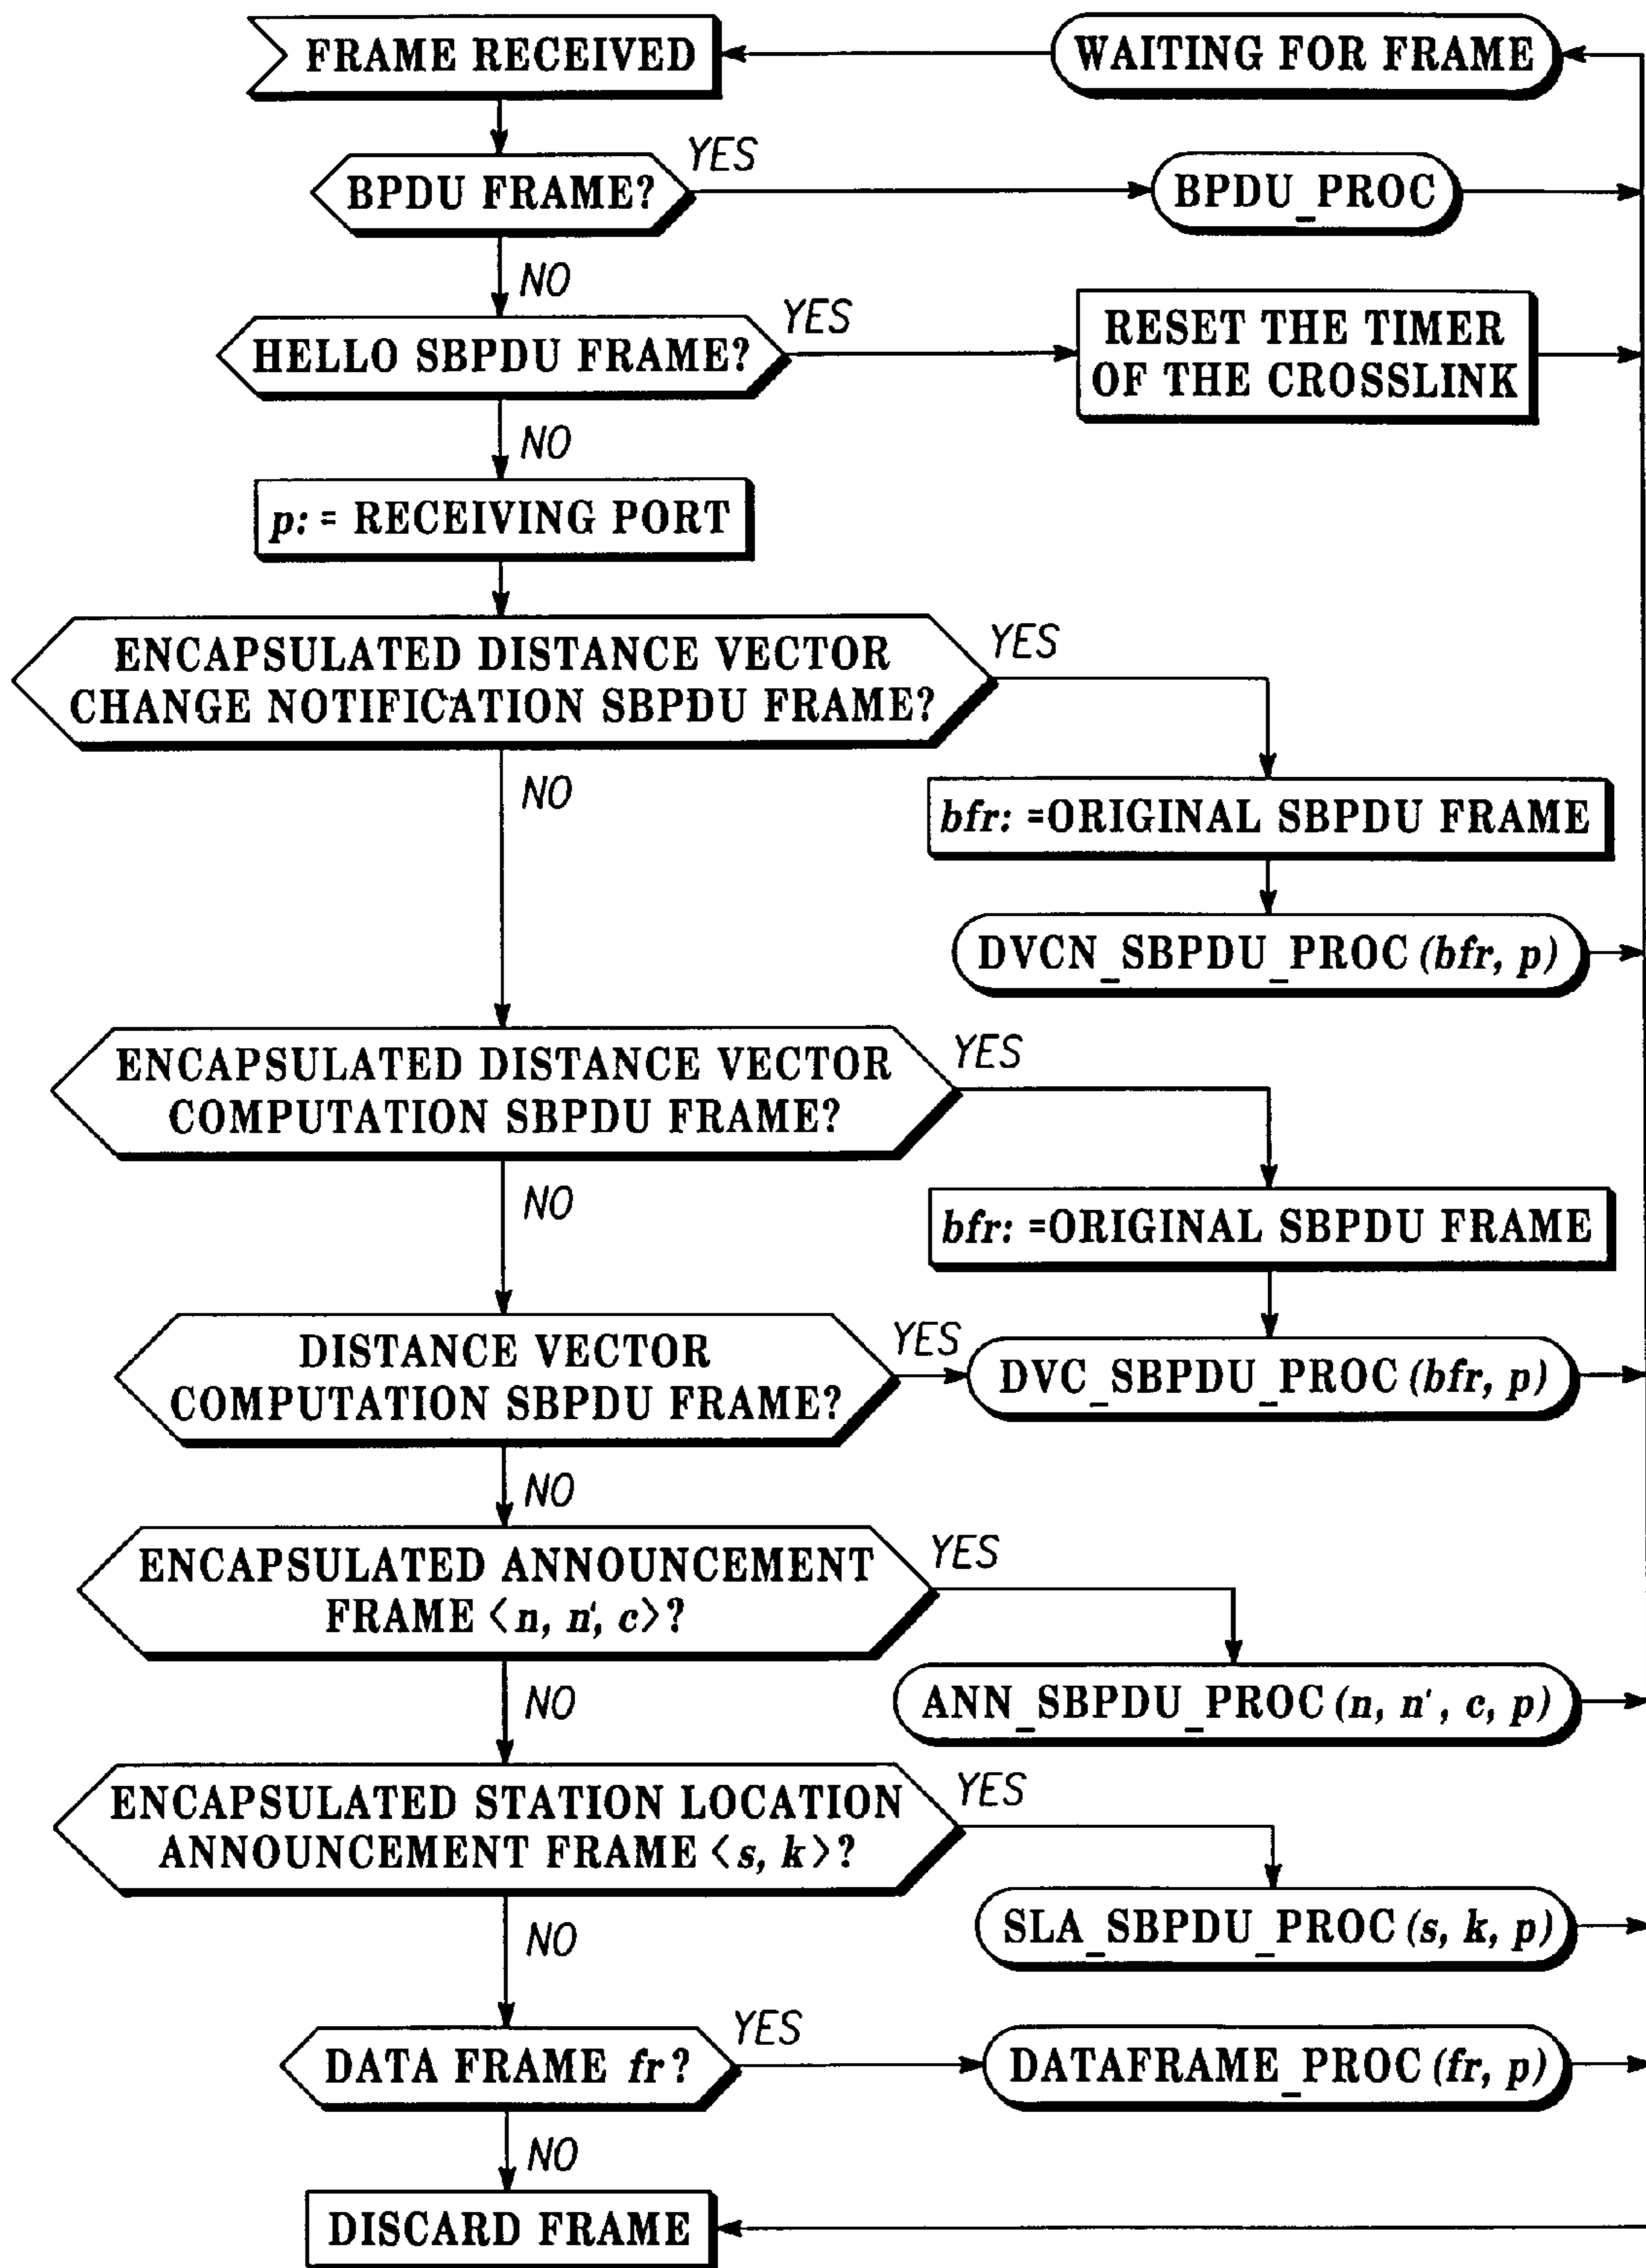 FRAME RECEIVED
WAITING FOR FRAME
BPDU FRAME?
YES
BPDU_PROC
NO
HELLO SBPDU FRAME?
YES
RESET THE TIMER
OF THE CROSSLINK
NO
p: = RECEIVING PORT
ENCAPSULATED DISTANCE VECTOR
CHANGE NOTIFICATION SBPDU FRAME?
YES
NO
bfr: =ORIGINAL SBPDU FRAME
DVCN_SBPDU_PROC (bfr, p)
ENCAPSULATED DISTANCE VECTOR
COMPUTATION SBPDU FRAME?
YES
NO
bfr: =ORIGINAL SBPDU FRAME
DISTANCE VECTOR
COMPUTATION SBPDU FRAME?
YES
DVC_SBPDU_PROC (bfr, p)
NO
ENCAPSULATED ANNOUNCEMENT
FRAME <n, n', c>?
YES
NO
ANN_SBPDU_PROC (n, n', c, p)
ENCAPSULATED STATION LOCATION
ANNOUNCEMENT FRAME <s, k>?
YES
NO
SLA_SBPDU_PROC (s, k, p)
DATA FRAME fr?
YES
DATAFRAME_PROC (fr, p)
NO
DISCARD FRAME